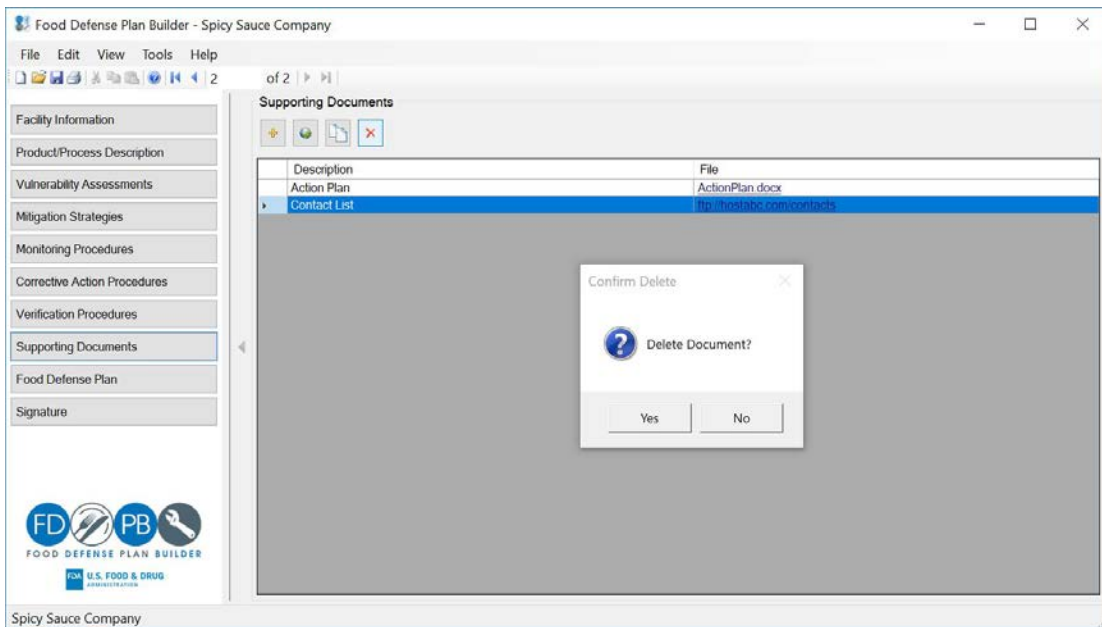 Food Defense Plan Builder - Spicy Sauce Company
File Edit View Tools Help
2 of 2
Facility Information
Product/Process Description
Vulnerability Assessments
Mitigation Strategies
Monitoring Procedures
Corrective Action Procedures
Verification Procedures
Supporting Documents
Food Defense Plan
Signature
FD PB
FOOD DEFENSE PLAN BUILDER
FDA U.S. FOOD & DRUG
ADMINISTRATION
Supporting Documents
Description File
Action Plan ActionPlan.docx
Contact List ftp://hostabc.com/contacts
Confirm Delete
Delete Document?
Yes No
Spicy Sauce Company